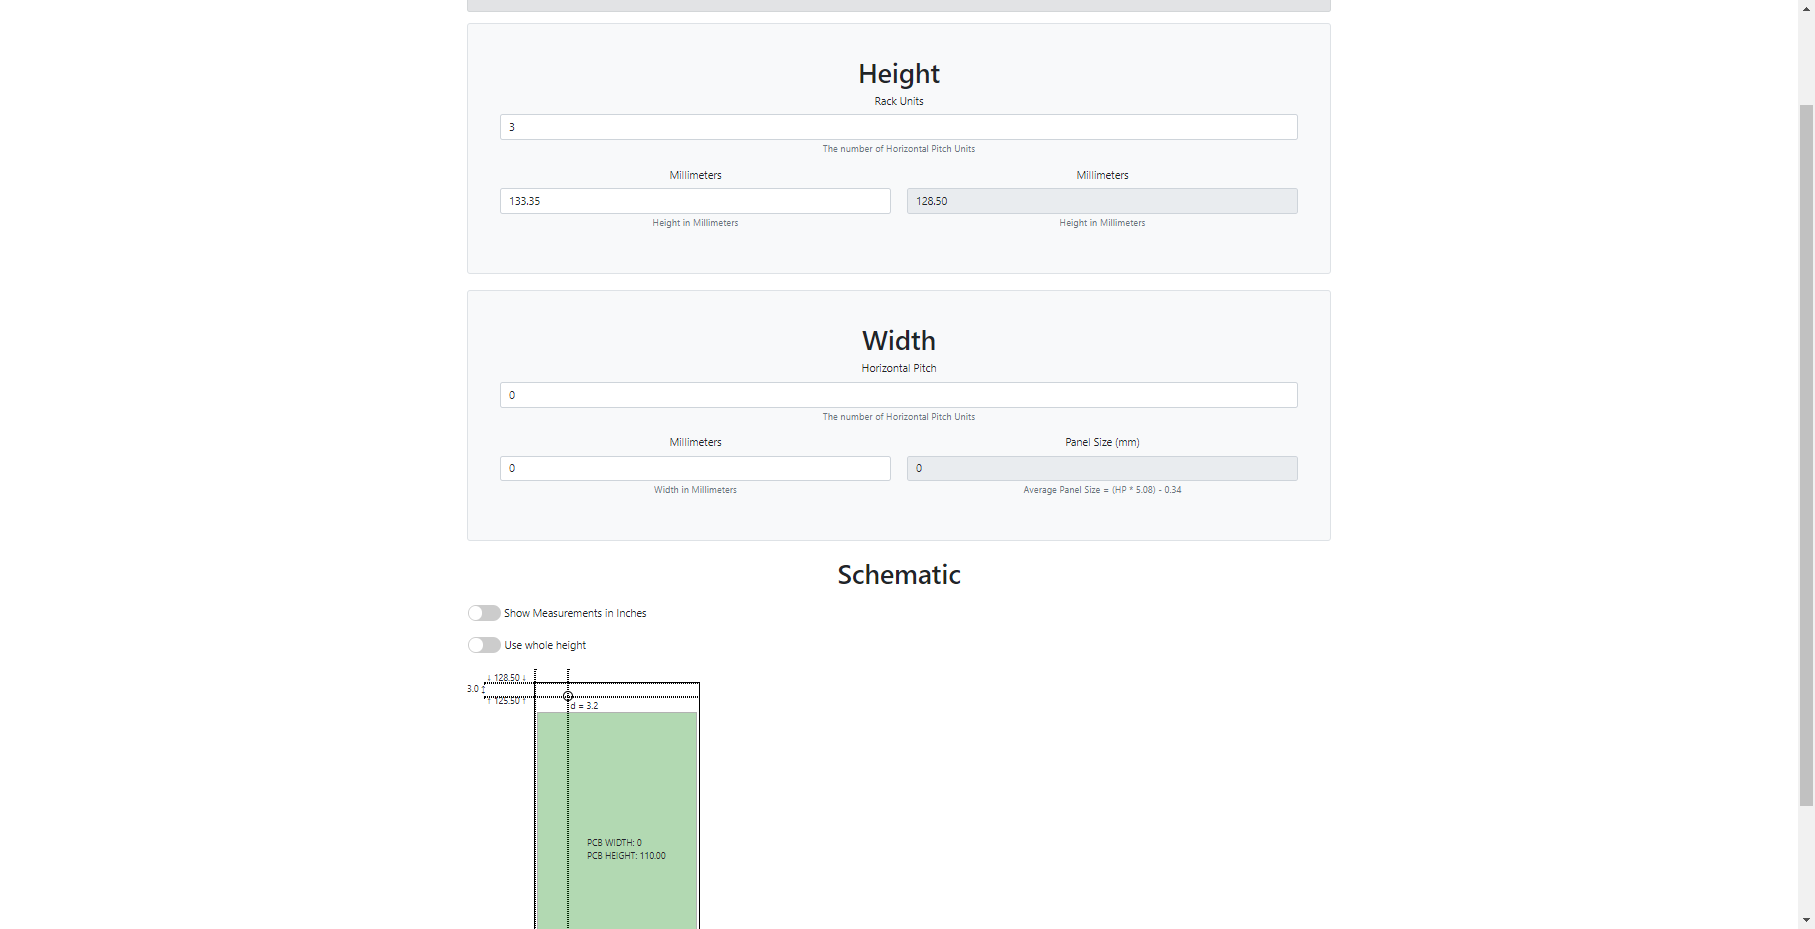 Height
Rack Units
3
The number of Horizontal Pitch Units
Millimeters
Millimeters
133.35
128.50
Height in Millimeters
Height in Millimeters
Width
Horizontal Pitch
0
The number of Horizontal Pitch Units
Millimeters
Panel Size (mm)
0
0
Width in Millimeters
Average Panel Size = (HP * 5.08) - 0.34
Schematic
Show Measurements in Inches
Use whole height
↓ 128.50 ↓
3.0 ↕
↑ 125.50 ↑
d = 3.2
PCB WIDTH: 0
PCB HEIGHT: 110.00